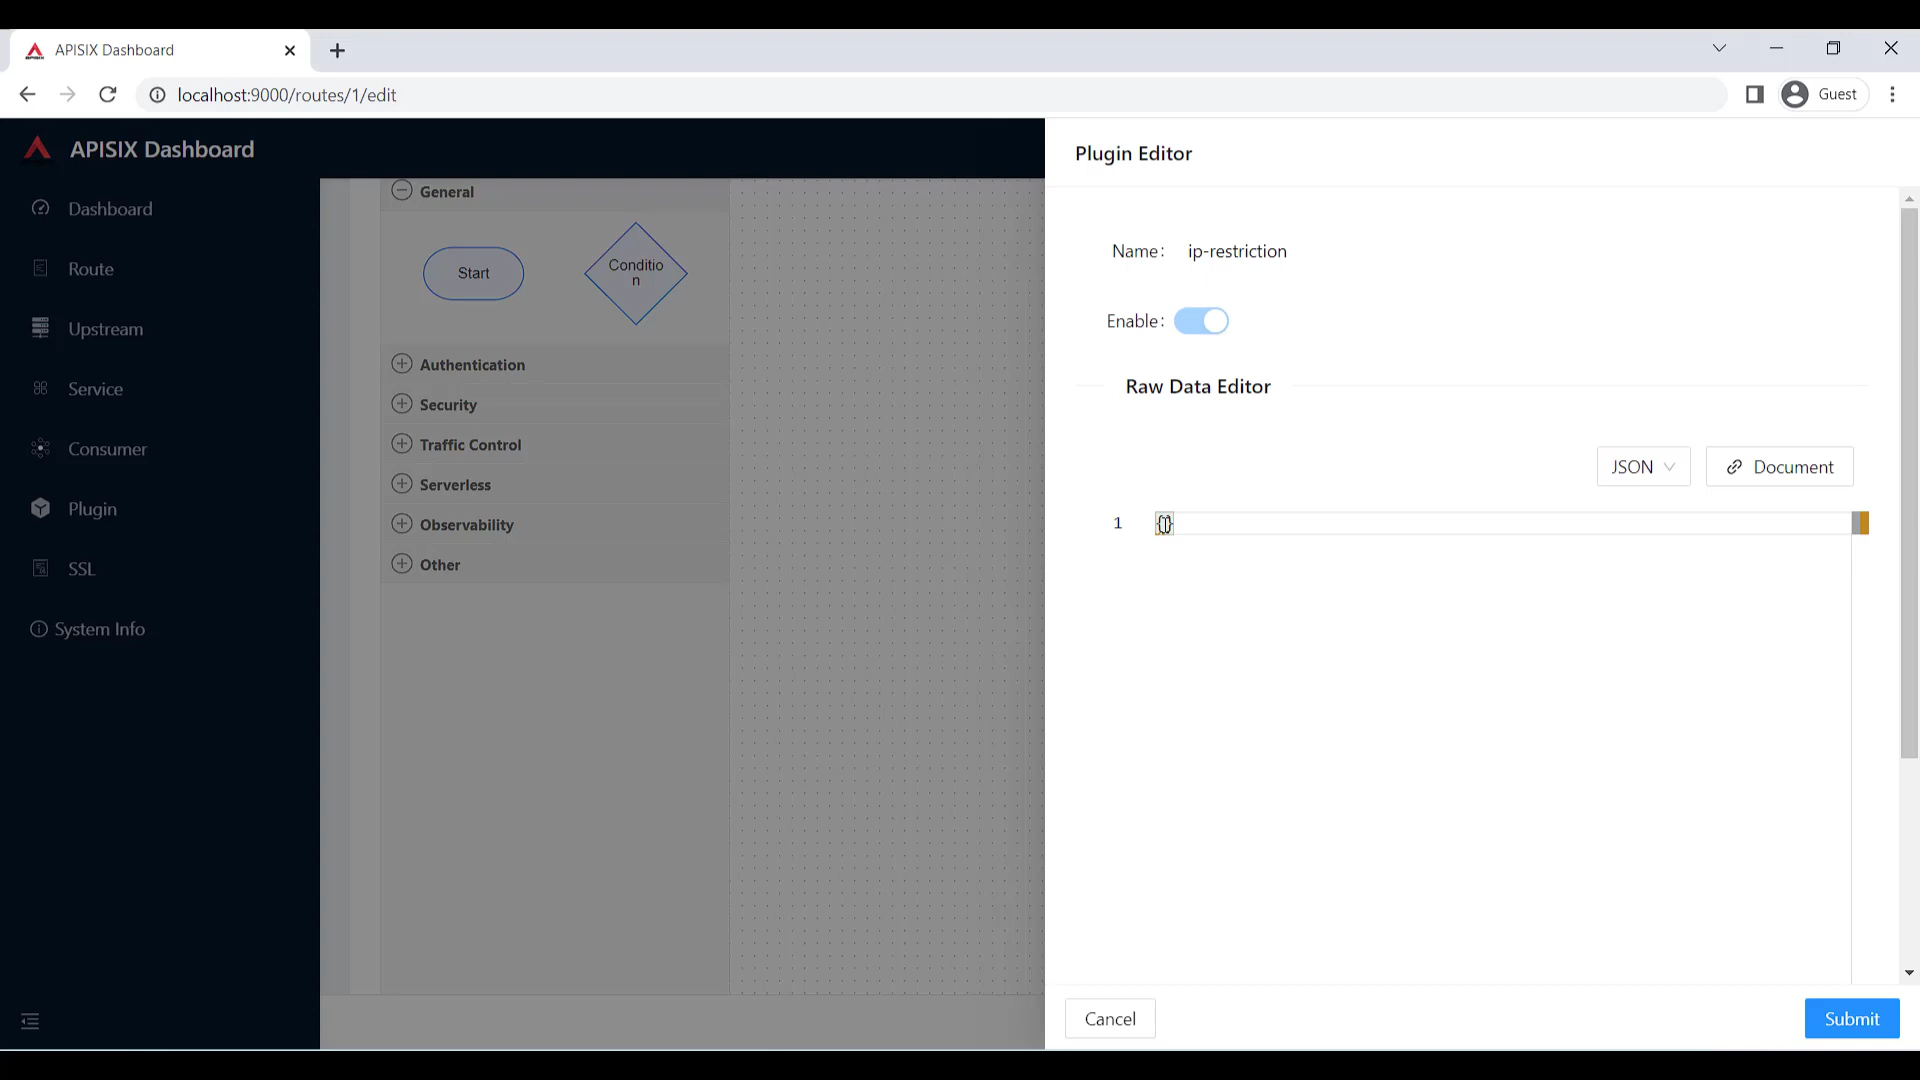 APISIX Dashboard
localhost:9000/routes/1/edit
Guest
APISIX Dashboard
Dashboard
Route
Upstream
Service
Consumer
Plugin
SSL
System Info
General
Start
Conditio
n
Authentication
Security
Traffic Control
Serverless
Observability
Other
Plugin Editor
Name: ip-restriction
Enable:
Raw Data Editor
JSON
Document
1 {}
Cancel
Submit